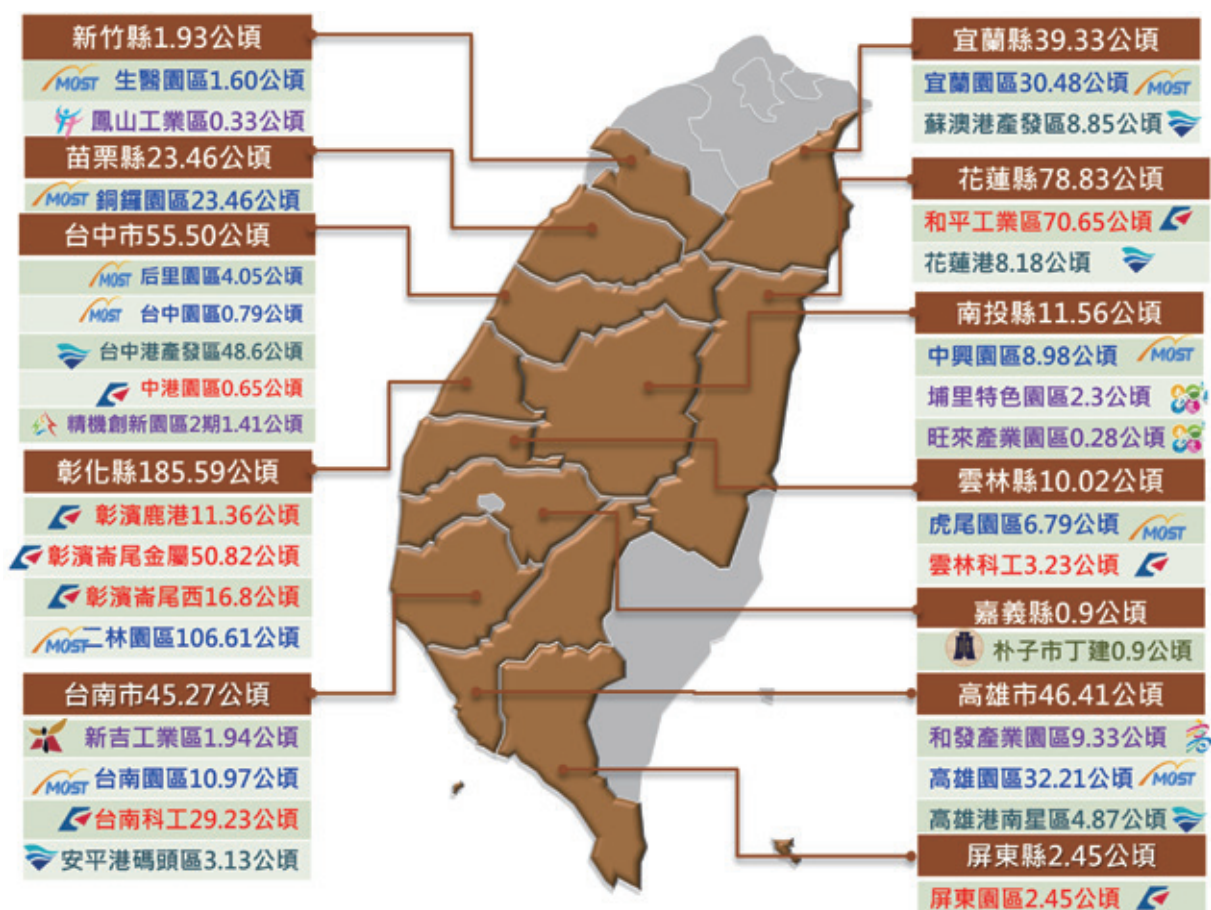 新竹縣1.93公頃
MOST 生醫園區1.60公頃
鳳山工業區0.33公頃
苗栗縣23.46公頃
MOST 銅鑼園區23.46公頃
台中市55.50公頃
MOST 后里園區4.05公頃
MOST 台中園區0.79公頃
台中港產發區48.6公頃
中港園區0.65公頃
精機創新園區2期1.41公頃
彰化縣185.59公頃
彰濱鹿港11.36公頃
彰濱崙尾金屬50.82公頃
彰濱崙尾西16.8公頃
MOST 二林園區106.61公頃
台南市45.27公頃
新吉工業區1.94公頃
MOST 台南園區10.97公頃
台南科工29.23公頃
安平港碼頭區3.13公頃
宜蘭縣39.33公頃
宜蘭園區30.48公頃 MOST
蘇澳港產發區8.85公頃
花蓮縣78.83公頃
和平工業區70.65公頃
花蓮港8.18公頃
南投縣11.56公頃
中興園區8.98公頃 MOST
埔里特色園區2.3公頃
旺來產業園區0.28公頃
雲林縣10.02公頃
虎尾園區6.79公頃 MOST
雲林科工3.23公頃
嘉義縣0.9公頃
朴子市丁建0.9公頃
高雄市46.41公頃
和發產業園區9.33公頃
高雄園區32.21公頃 MOST
高雄港南星區4.87公頃
屏東縣2.45公頃
屏東園區2.45公頃